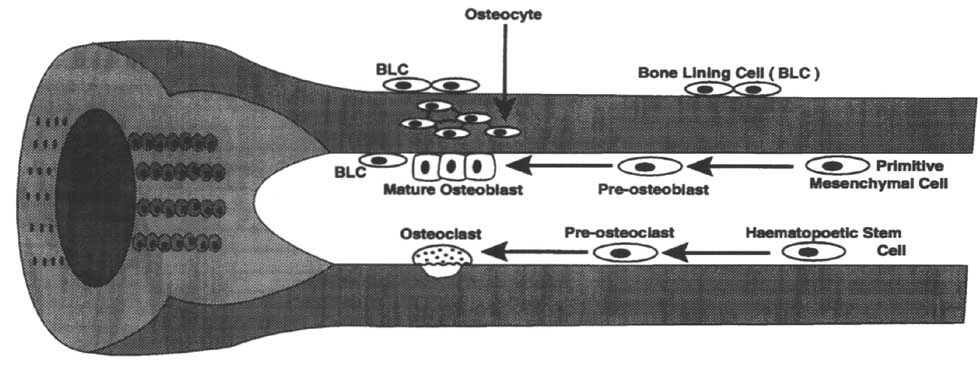 Osteocyte
BLC
Bone Lining Cell ( BLC )
BLC
Mature Osteoblast
Pre-osteoblast
Primitive
Mesenchymal Cell
Osteoclast
Pre-osteoclast
Haematopoetic Stem
Cell